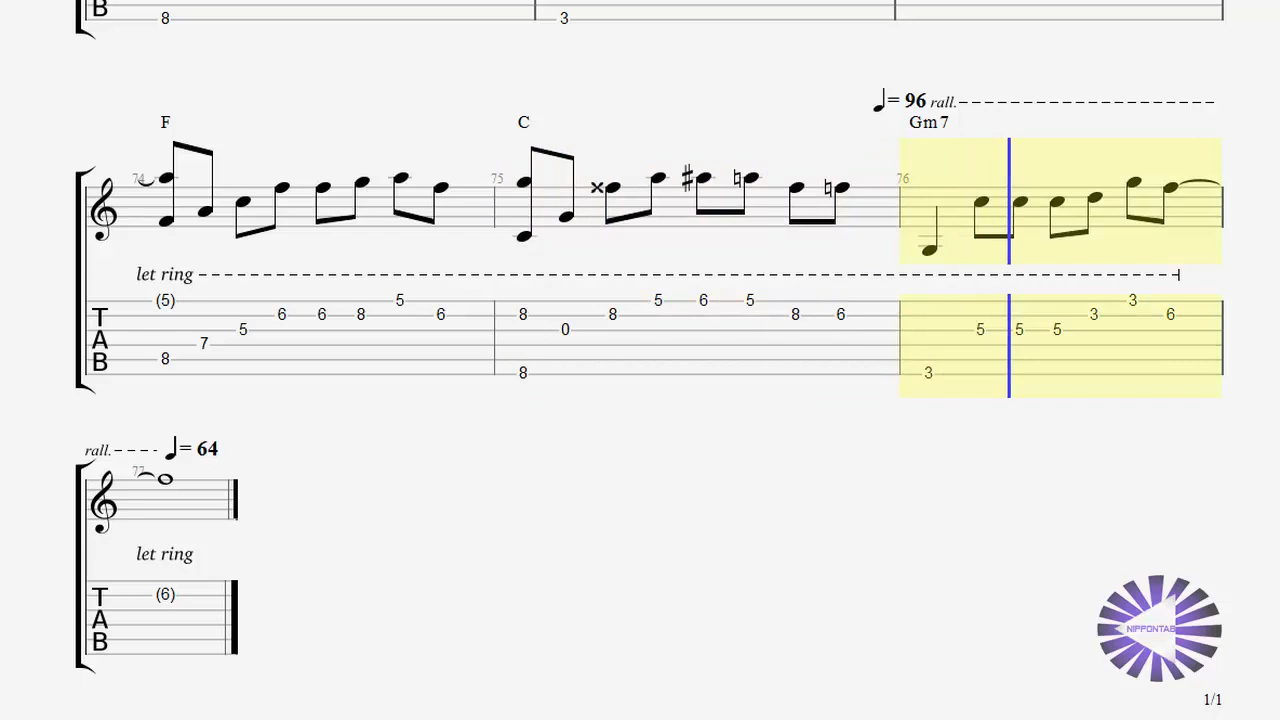 B
8 3
= 96 rall.
F C Gm7
74 75 76
let ring
(5) 5 5 6 5 3
6 6 8 6 8 8 8 6 3 6
5 0 5 5 5
7
8
8 3
T
A
B
rall. = 64
77
let ring
(6)
T
A
B
NIPPONTAB
1/1